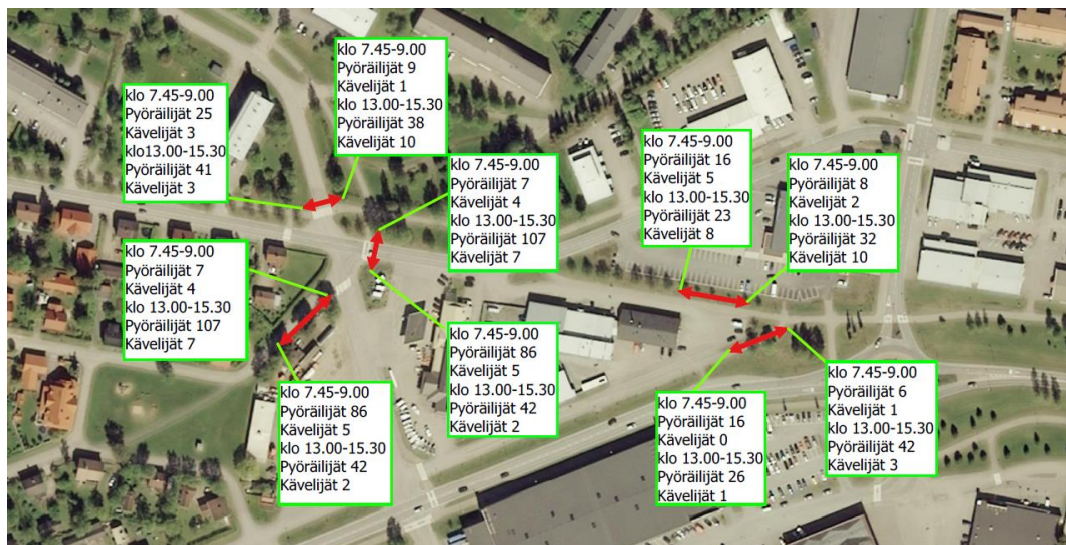 klo 7.45-9.00
Pyöräilijät 9
Kävelijät 1
klo 13.00-15.30
Pyöräilijät 38
Kävelijät 10
klo 7.45-9.00
Pyöräilijät 25
Kävelijät 3
klo13.00-15.30
Pyöräilijät 41
Kävelijät 3
klo 7.45-9.00
Pyöräilijät 7
Kävelijät 4
klo 13.00-15.30
Pyöräilijät 107
Kävelijät 7
klo 7.45-9.00
Pyöräilijät 16
Kävelijät 5
klo 13.00-15.30
Pyöräilijät 23
Kävelijät 8
klo 7.45-9.00
Pyöräilijät 8
Kävelijät 2
klo 13.00-15.30
Pyöräilijät 32
Kävelijät 10
klo 7.45-9.00
Pyöräilijät 7
Kävelijät 4
klo 13.00-15.30
Pyöräilijät 107
Kävelijät 7
klo 7.45-9.00
Pyöräilijät 86
Kävelijät 5
klo 13.00-15.30
Pyöräilijät 42
Kävelijät 2
klo 7.45-9.00
Pyöräilijät 86
Kävelijät 5
klo 13.00-15.30
Pyöräilijät 42
Kävelijät 2
klo 7.45-9.00
Pyöräilijät 16
Kävelijät 0
klo 13.00-15.30
Pyöräilijät 26
Kävelijät 1
klo 7.45-9.00
Pyöräilijät 6
Kävelijät 1
klo 13.00-15.30
Pyöräilijät 42
Kävelijät 3